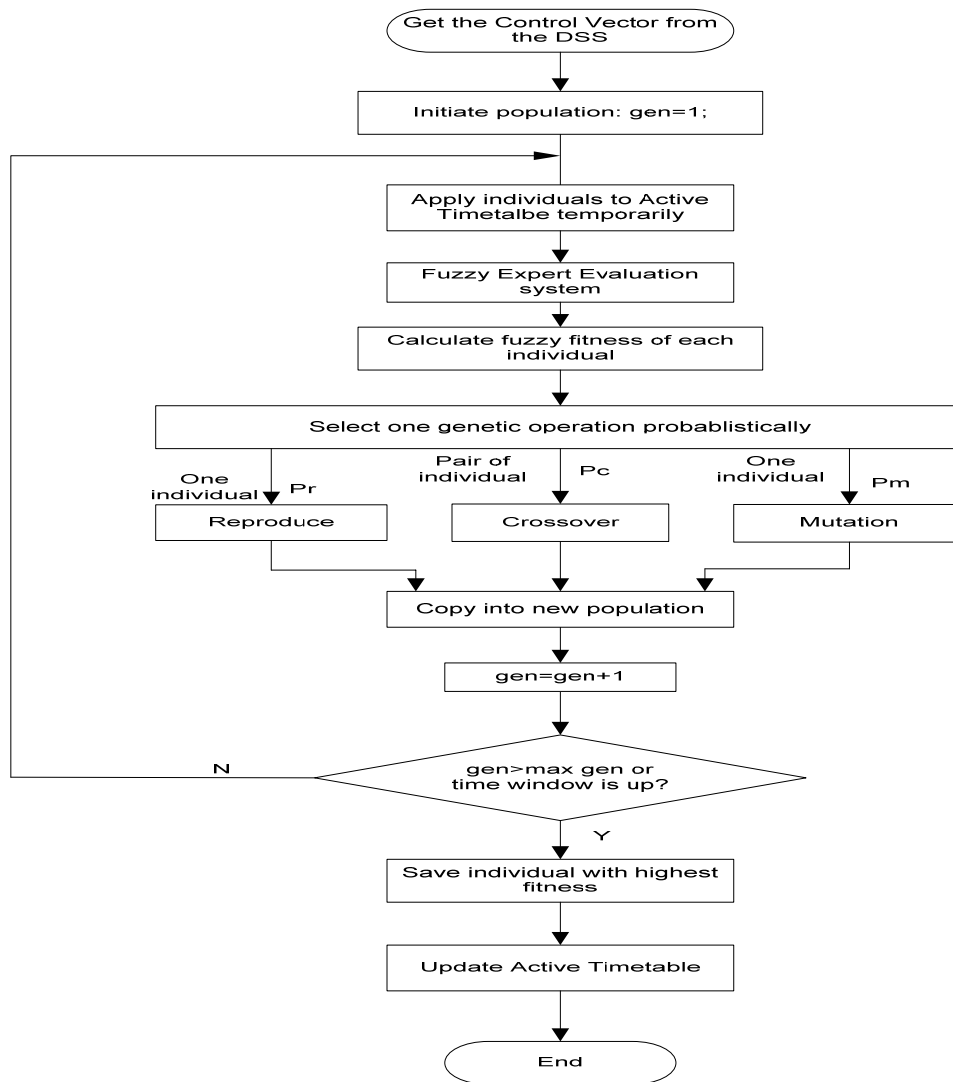 Get the Control Vector from
the DSS
Initiate population: gen=1;
Apply individuals to Active
Timetalbe temporarily
Fuzzy Expert Evaluation
system
Calculate fuzzy fitness of each
individual
Select one genetic operation probablistically
One
individual
Pr
Pair of
individual
Pc
One
individual
Pm
Reproduce
Crossover
Mutation
Copy into new population
gen=gen+1
N
gen>max gen or
time window is up?
Y
Save individual with highest
fitness
Update Active Timetable
End